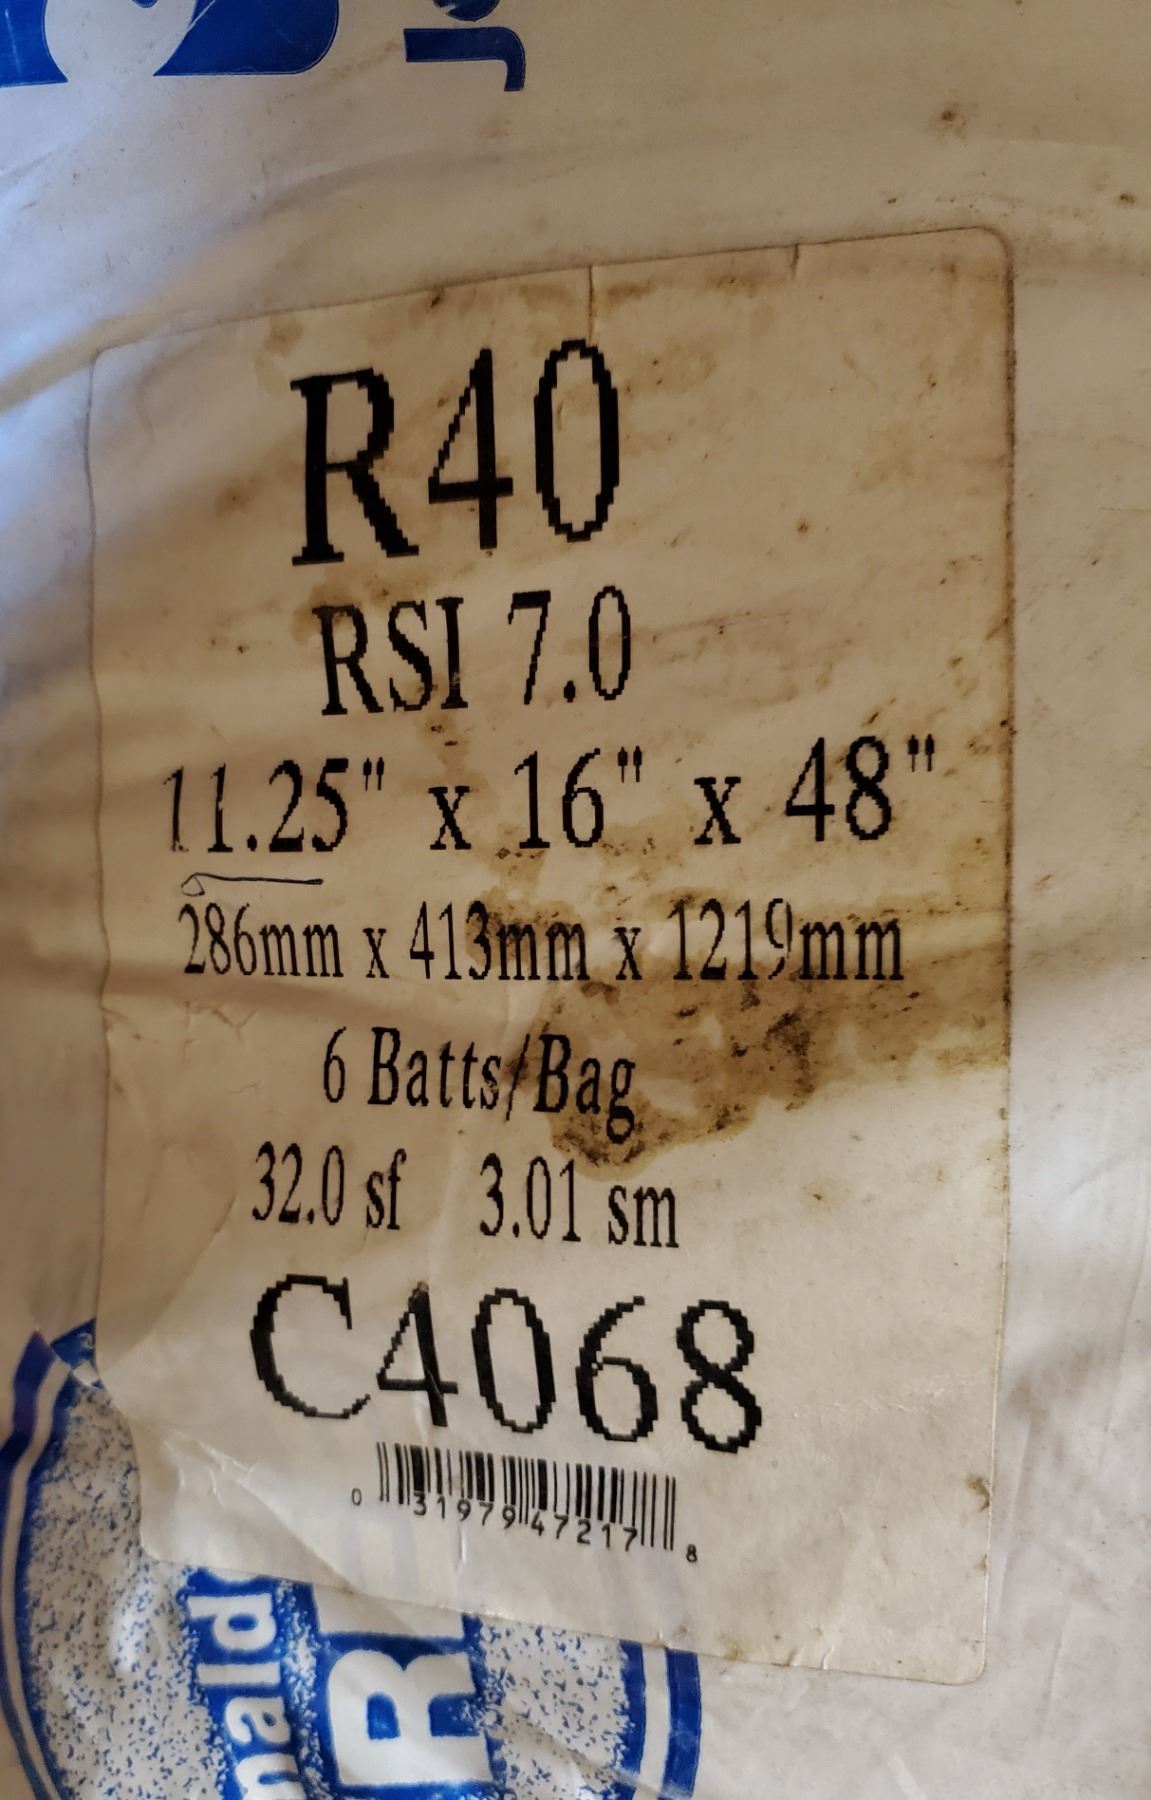 R40
RSI 7.0
11.25" x 16" x 48"
286mm x 413mm x 1219mm
6 Batts/Bag
32.0 sf 3.01 sm
C4068
0 31979 47217 8